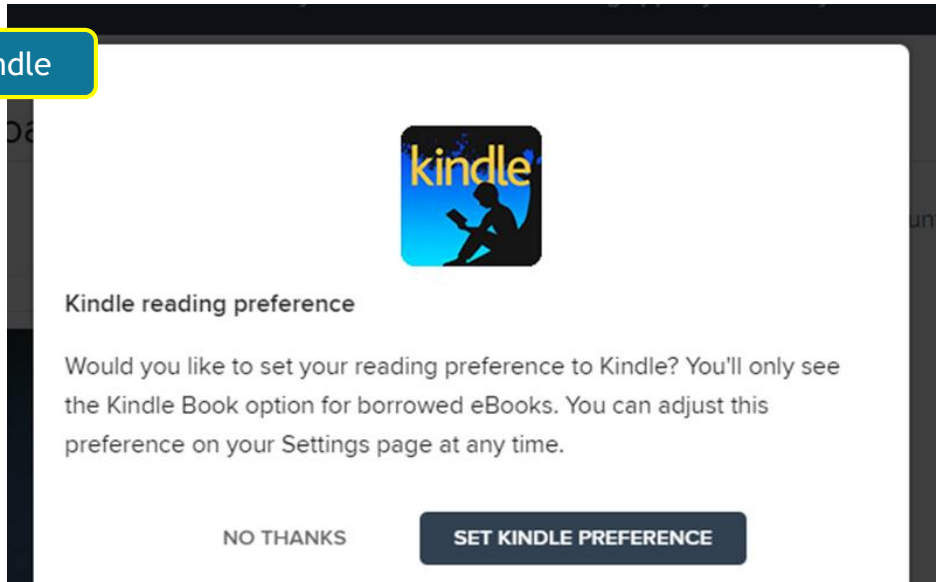 kindle
Kindle reading preference
Would you like to set your reading preference to Kindle? You'll only see
the Kindle Book option for borrowed eBooks. You can adjust this
preference on your Settings page at any time.
NO THANKS
SET KINDLE PREFERENCE